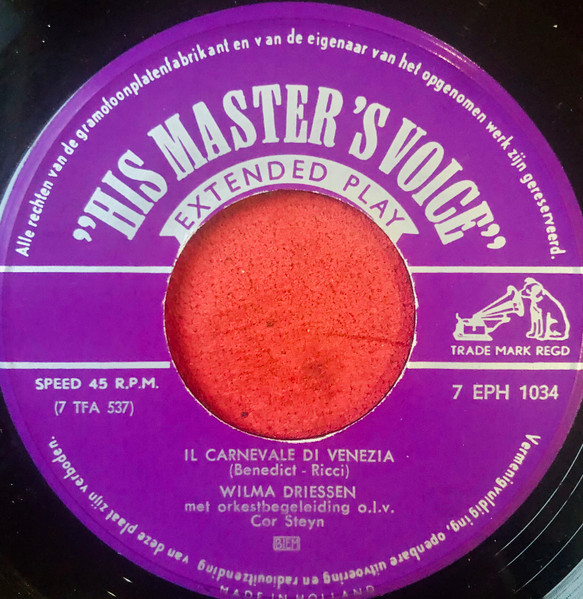 Alle rechten van de gramofoonplatenfabrikant en van de eigenaar van het opgenomen werk zijn gereserveerd.
"HIS MASTER'S VOICE"
EXTENDED PLAY
TRADE MARK REGD
SPEED 45 R.P.M.
(7 TFA 537)
7 EPH 1034
IL CARNEVALE DI VENEZIA
(Benedict - Ricci)
WILMA DRIESSEN
met orkestbegeleiding o.l.v.
Cor Steyn
BIEM
Vermenigvuldiging, openbare uitvoering en radiouitzending van deze plaat zijn verboden.
MADE IN HOLLAND